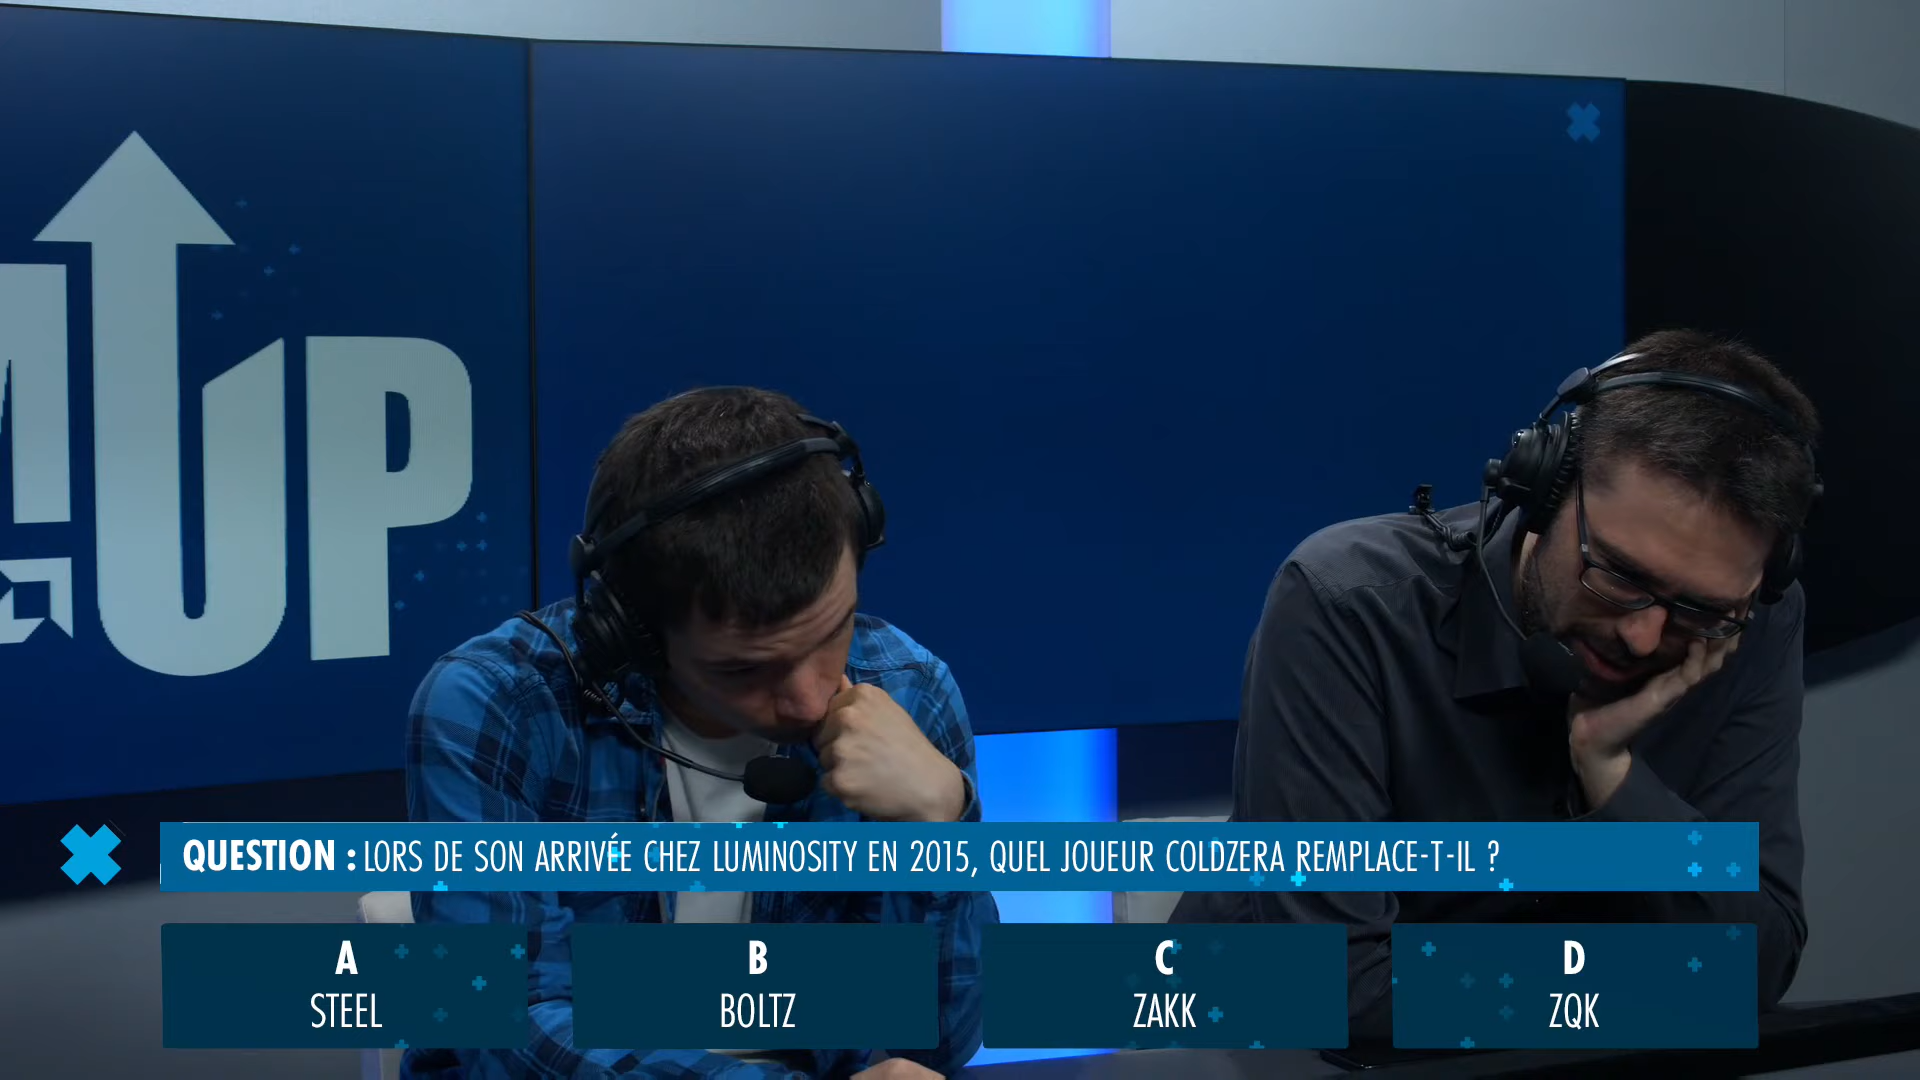 UP
QUESTION : LORS DE SON ARRIVÉE CHEZ LUMINOSITY EN 2015, QUEL JOUEUR COLDZERA REMPLACE-T-IL ?
A
STEEL
B
BOLTZ
C
ZAKK
D
ZQK